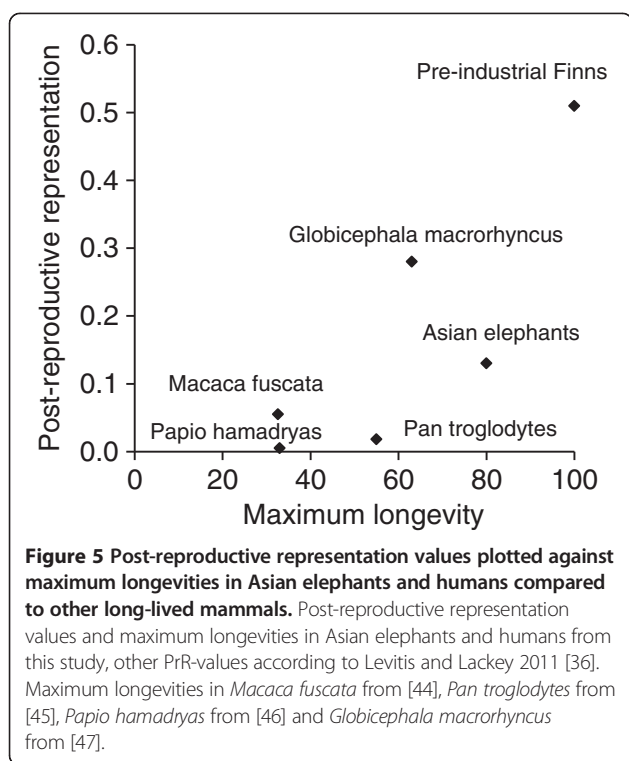 0.6
Pre-industrial Finns
0.5
0.4
Globicephala macrorhyncus
0.3
0.2
Asian elephants
Macaca fuscata
0.1
Papio hamadryas
Pan troglodytes
0.0
0 20 40 60 80 100
Post-reproductive representation
Maximum longevity
Figure 5 Post-reproductive representation values plotted against
maximum longevities in Asian elephants and humans compared
to other long-lived mammals. Post-reproductive representation
values and maximum longevities in Asian elephants and humans from
this study, other PrR-values according to Levitis and Lackey 2011 [36].
Maximum longevities in Macaca fuscata from [44], Pan troglodytes from
[45], Papio hamadryas from [46] and Globicephala macrorhyncus
from [47].